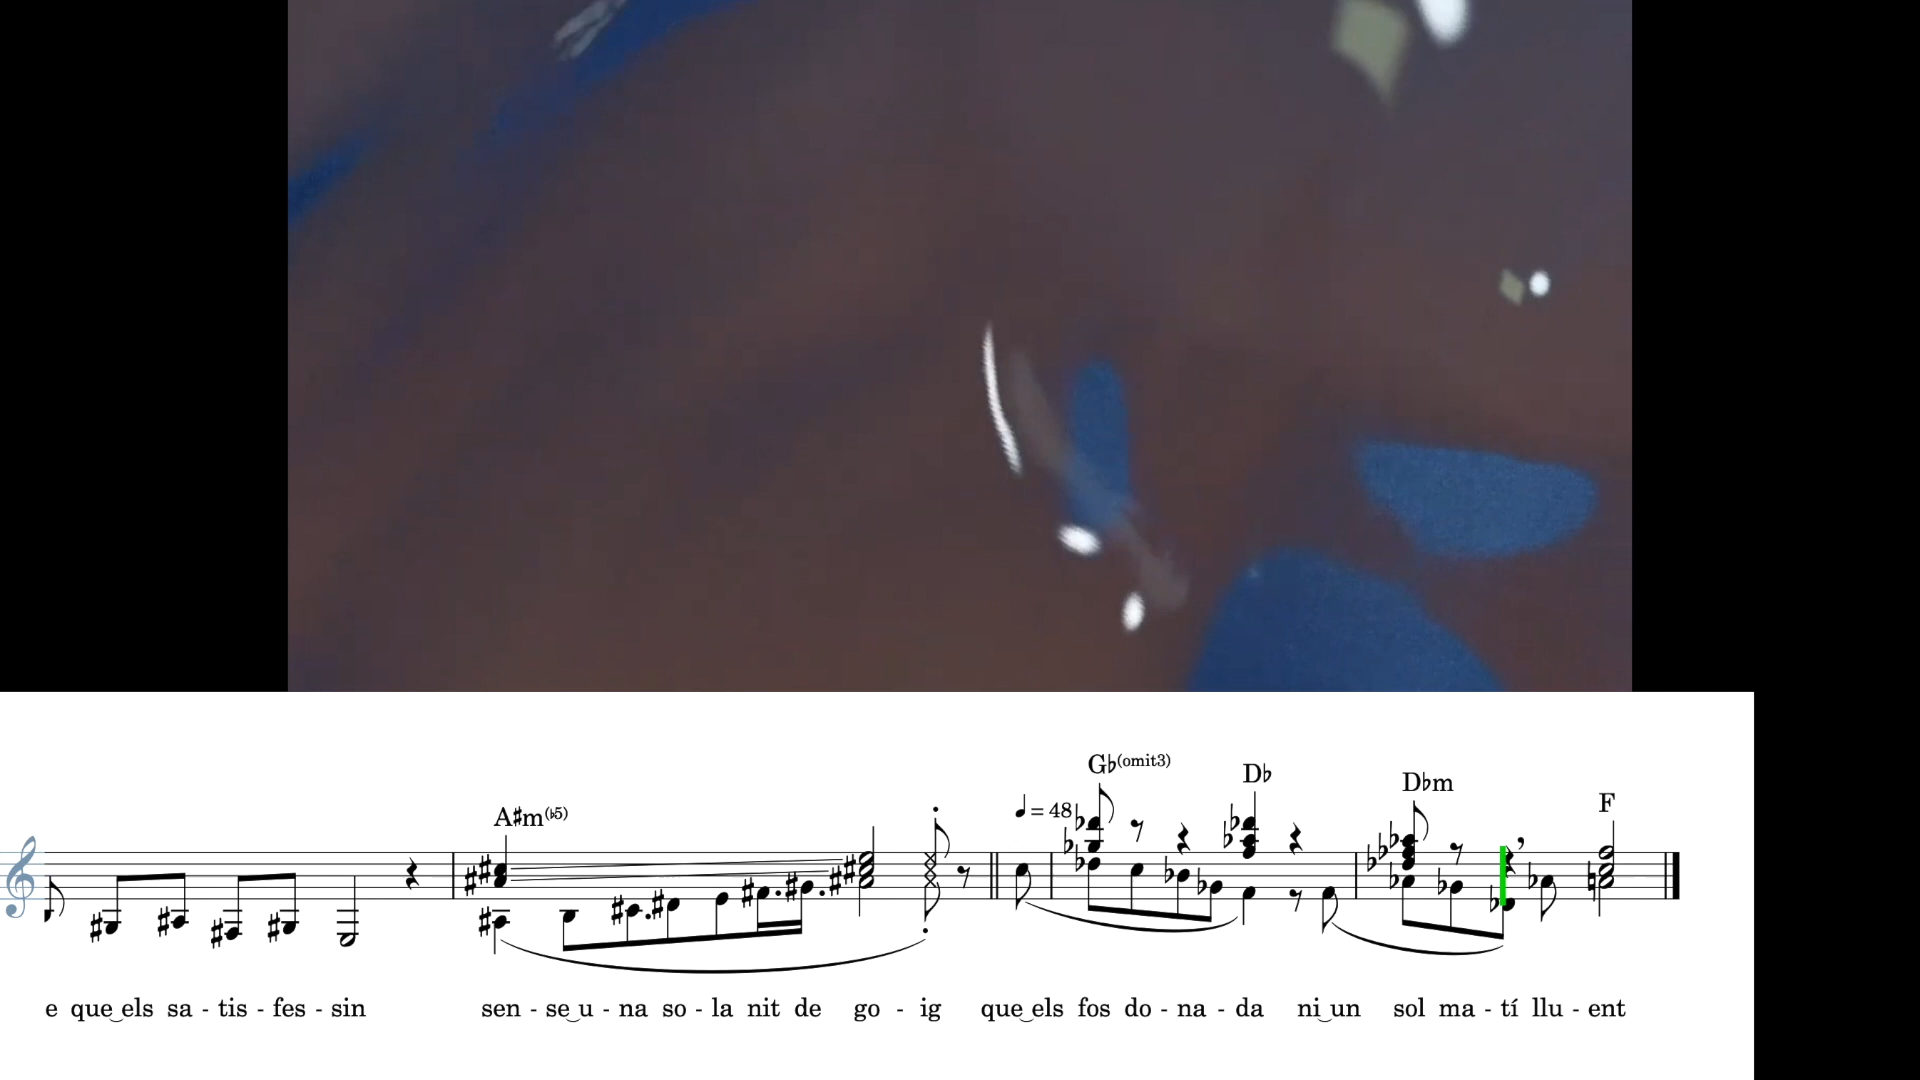 G♭(omit3)
D♭
D♭m
♩ = 48
F
A♯m(♭5)
e que‿els sa - tis - fes - sin sen - se‿u - na so - la nit de go - ig que‿els fos do - na - da ni‿un sol ma - tí llu - ent